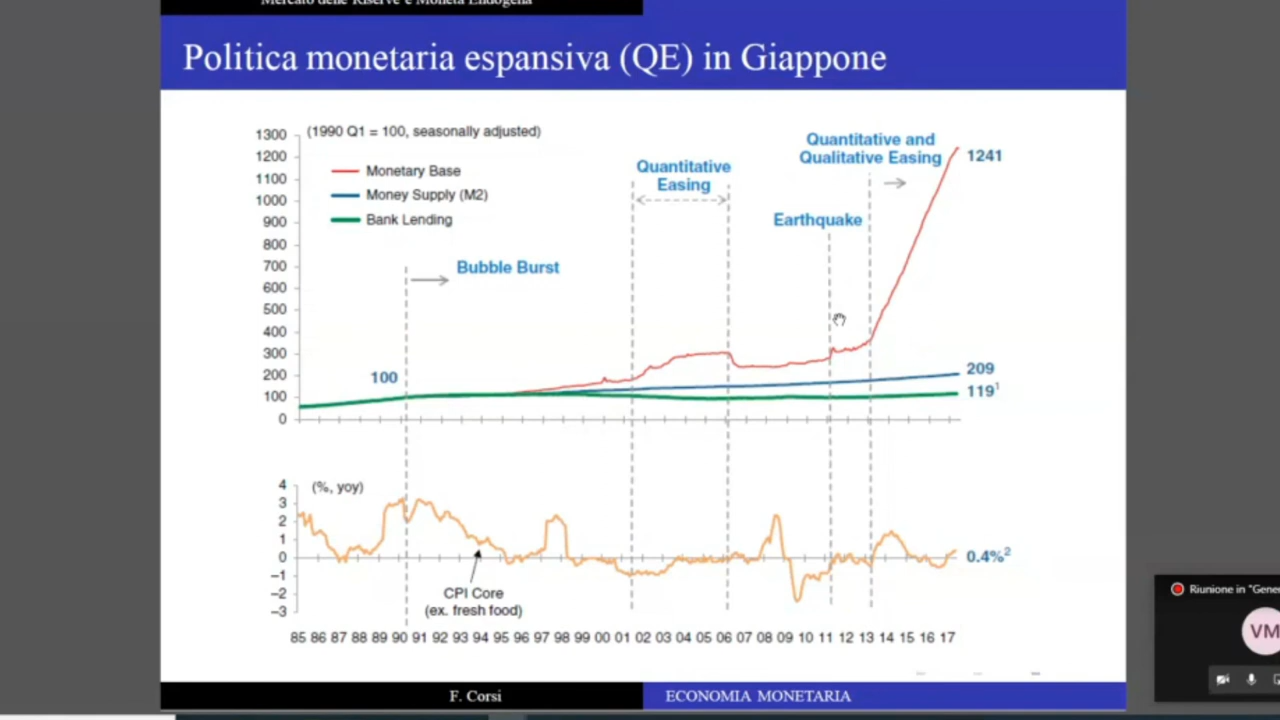 Mercato delle Riserve e Moneta Endogena
Politica monetaria espansiva (QE) in Giappone
(1990 Q1 = 100, seasonally adjusted)
Monetary Base
Money Supply (M2)
Bank Lending
1300
1200
1100
1000
900
800
700
600
500
400
300
200
100
0
Bubble Burst
100
Quantitative
Easing
Earthquake
Quantitative and
Qualitative Easing
1241
209
119¹
(%, yoy)
4
3
2
1
0
−1
−2
−3
CPI Core
(ex. fresh food)
0.4%²
85 86 87 88 89 90 91 92 93 94 95 96 97 98 99 00 01 02 03 04 05 06 07 08 09 10 11 12 13 14 15 16 17
F. Corsi
ECONOMIA MONETARIA
Riunione in "Gene
VM